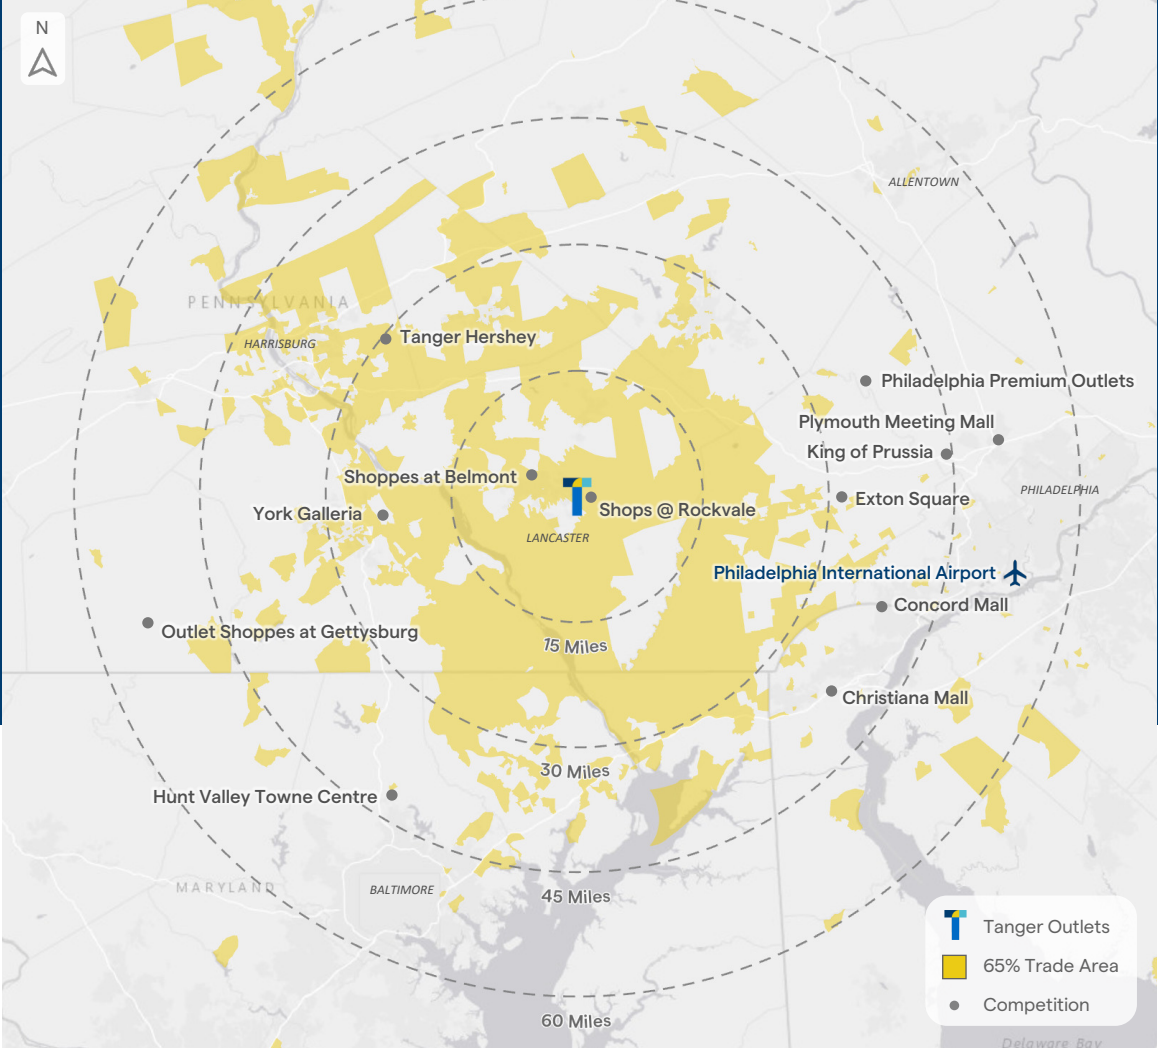 N
ALLENTOWN
PENNSYLVANIA
HARRISBURG
Tanger Hershey
Philadelphia Premium Outlets
Plymouth Meeting Mall
King of Prussia
Shoppes at Belmont
PHILADELPHIA
Exton Square
York Galleria
Shops @ Rockvale
LANCASTER
Philadelphia International Airport
Concord Mall
Outlet Shoppes at Gettysburg
15 Miles
Christiana Mall
30 Miles
Hunt Valley Towne Centre
MARYLAND
BALTIMORE
45 Miles
Tanger Outlets
65% Trade Area
Competition
60 Miles
Delaware Bay